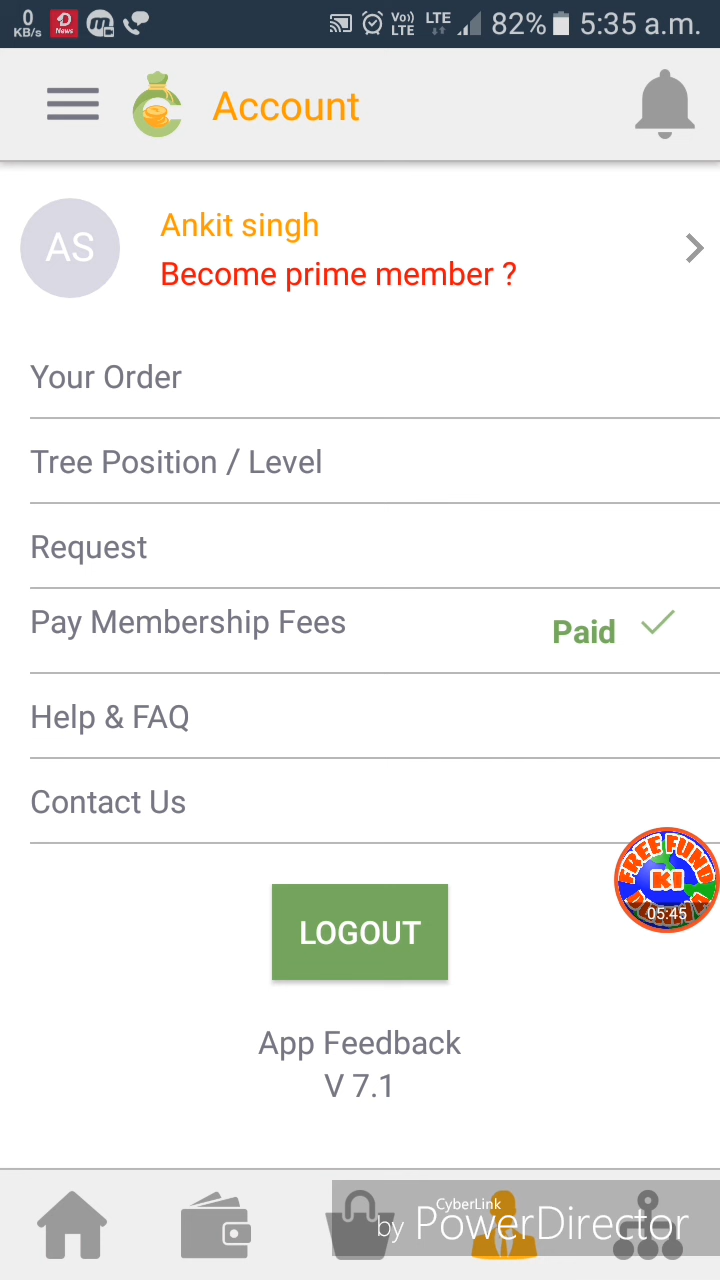 0
KB/s
News
Vo)
LTE
LTE
82%
5:35 a.m.
Account
AS
Ankit singh
Become prime member ?
Your Order
Tree Position / Level
Request
Pay Membership Fees
Paid
Help & FAQ
Contact Us
FREE FUND
KI
05:45
LOGOUT
App Feedback
V 7.1
CyberLink
by PowerDirector